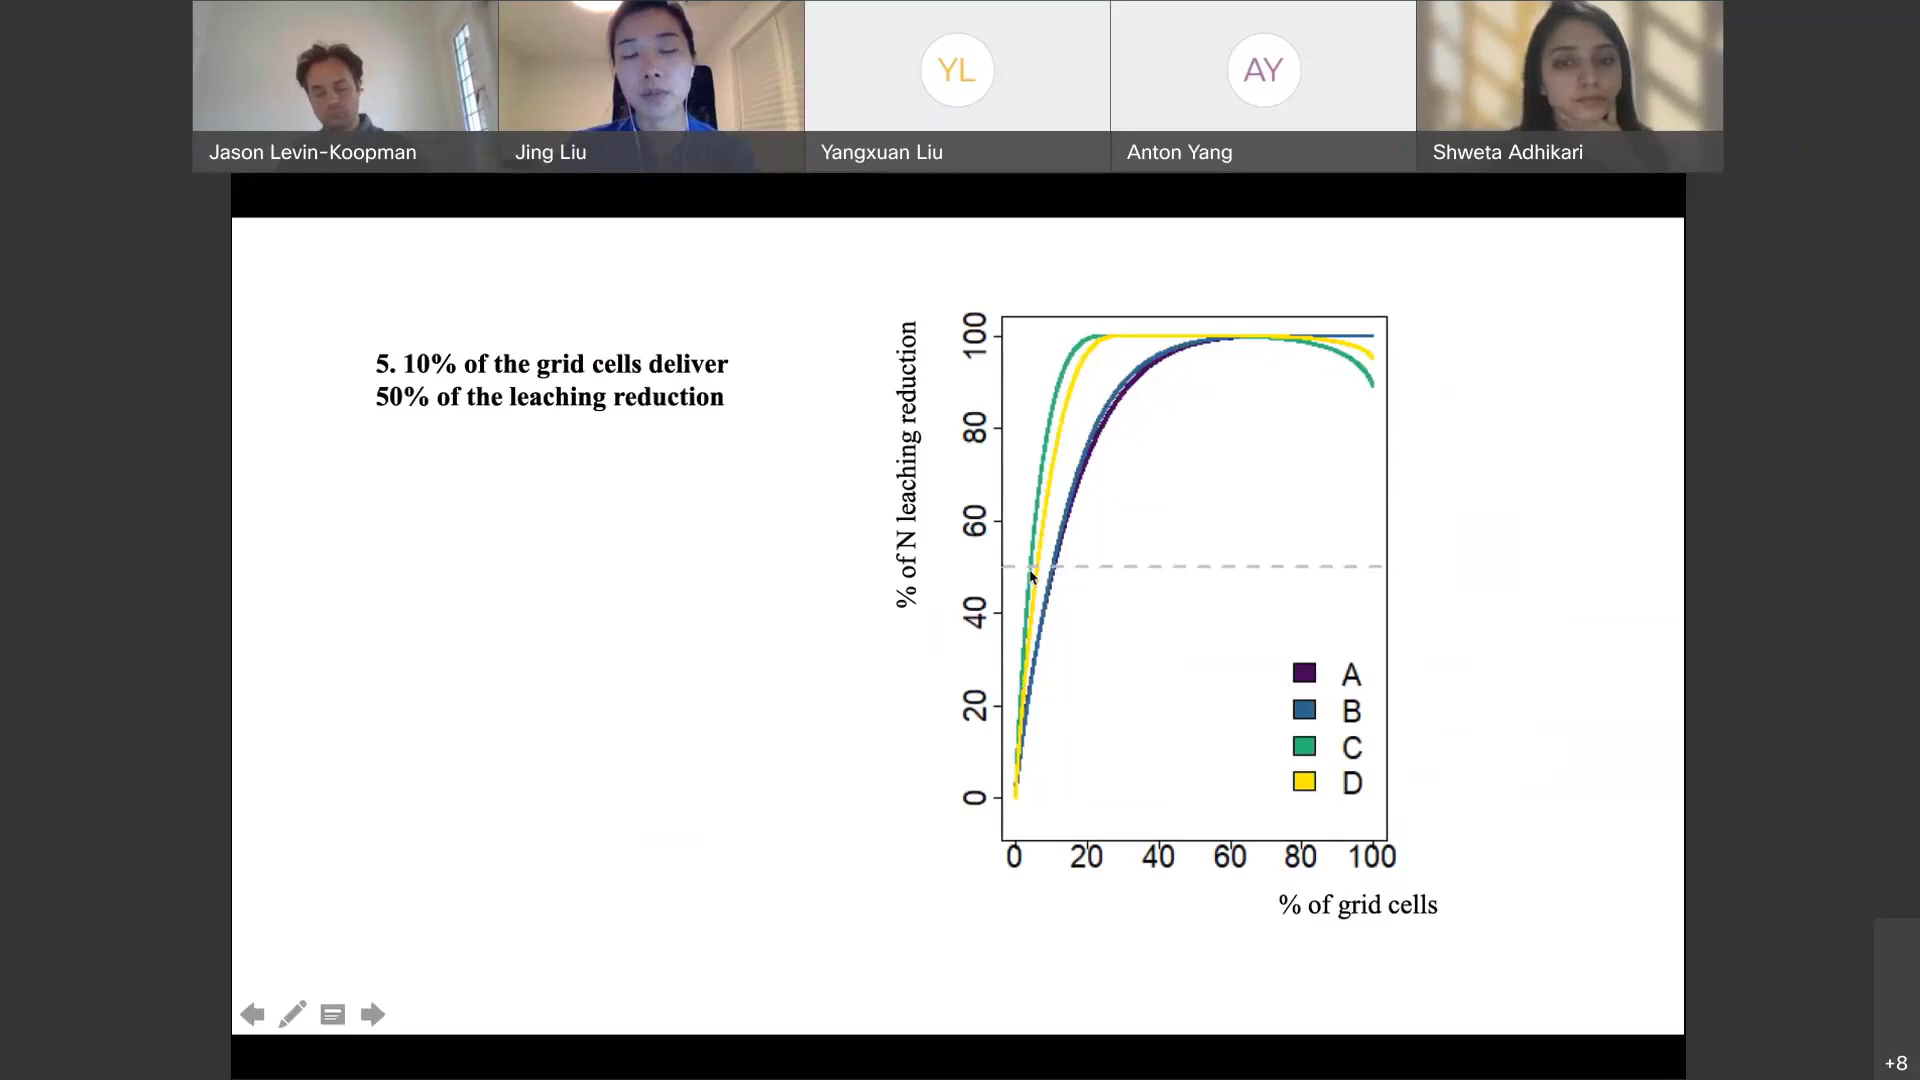 Jason Levin-Koopman
Jing Liu
YL
Yangxuan Liu
AY
Anton Yang
Shweta Adhikari
5. 10% of the grid cells deliver
50% of the leaching reduction
% of N leaching reduction
100
80
60
40
20
0
A
B
C
D
0 20 40 60 80 100
% of grid cells
+8